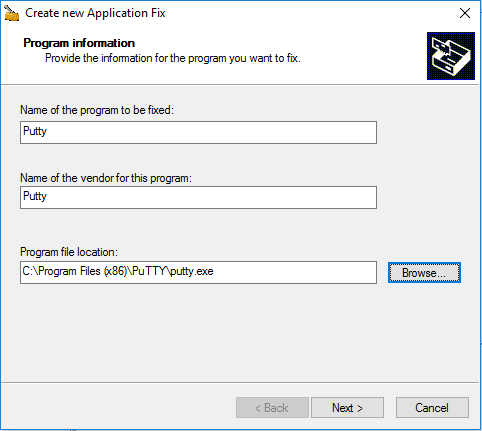 Create new Application Fix
Program information
Provide the information for the program you want to fix.
Name of the program to be fixed:
Putty
Name of the vendor for this program:
Putty
Program file location:
C:\Program Files (x86)\PuTTY\putty.exe
Browse...
< Back
Next >
Cancel